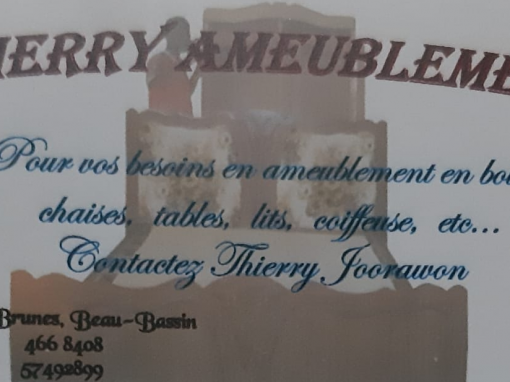 IERRY AMEUBLEME
Pour vos besoins en ameublement en bo
chaises, tables, lits, coiffeuse, etc...
Contactez Thierry Joorawon
Brunes, Beau-Bassin
466 8408
57492899